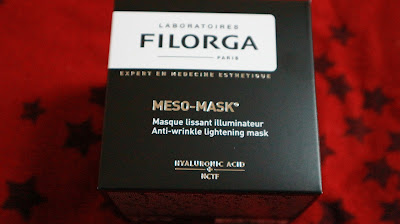 LABORATOIRES
FILORGA
PARIS
EXPERT EN MEDECINE ESTHETIQUE
MESO-MASK®
Masque lissant illuminateur
Anti-wrinkle lightening mask
HYALURONIC ACID
NCTF